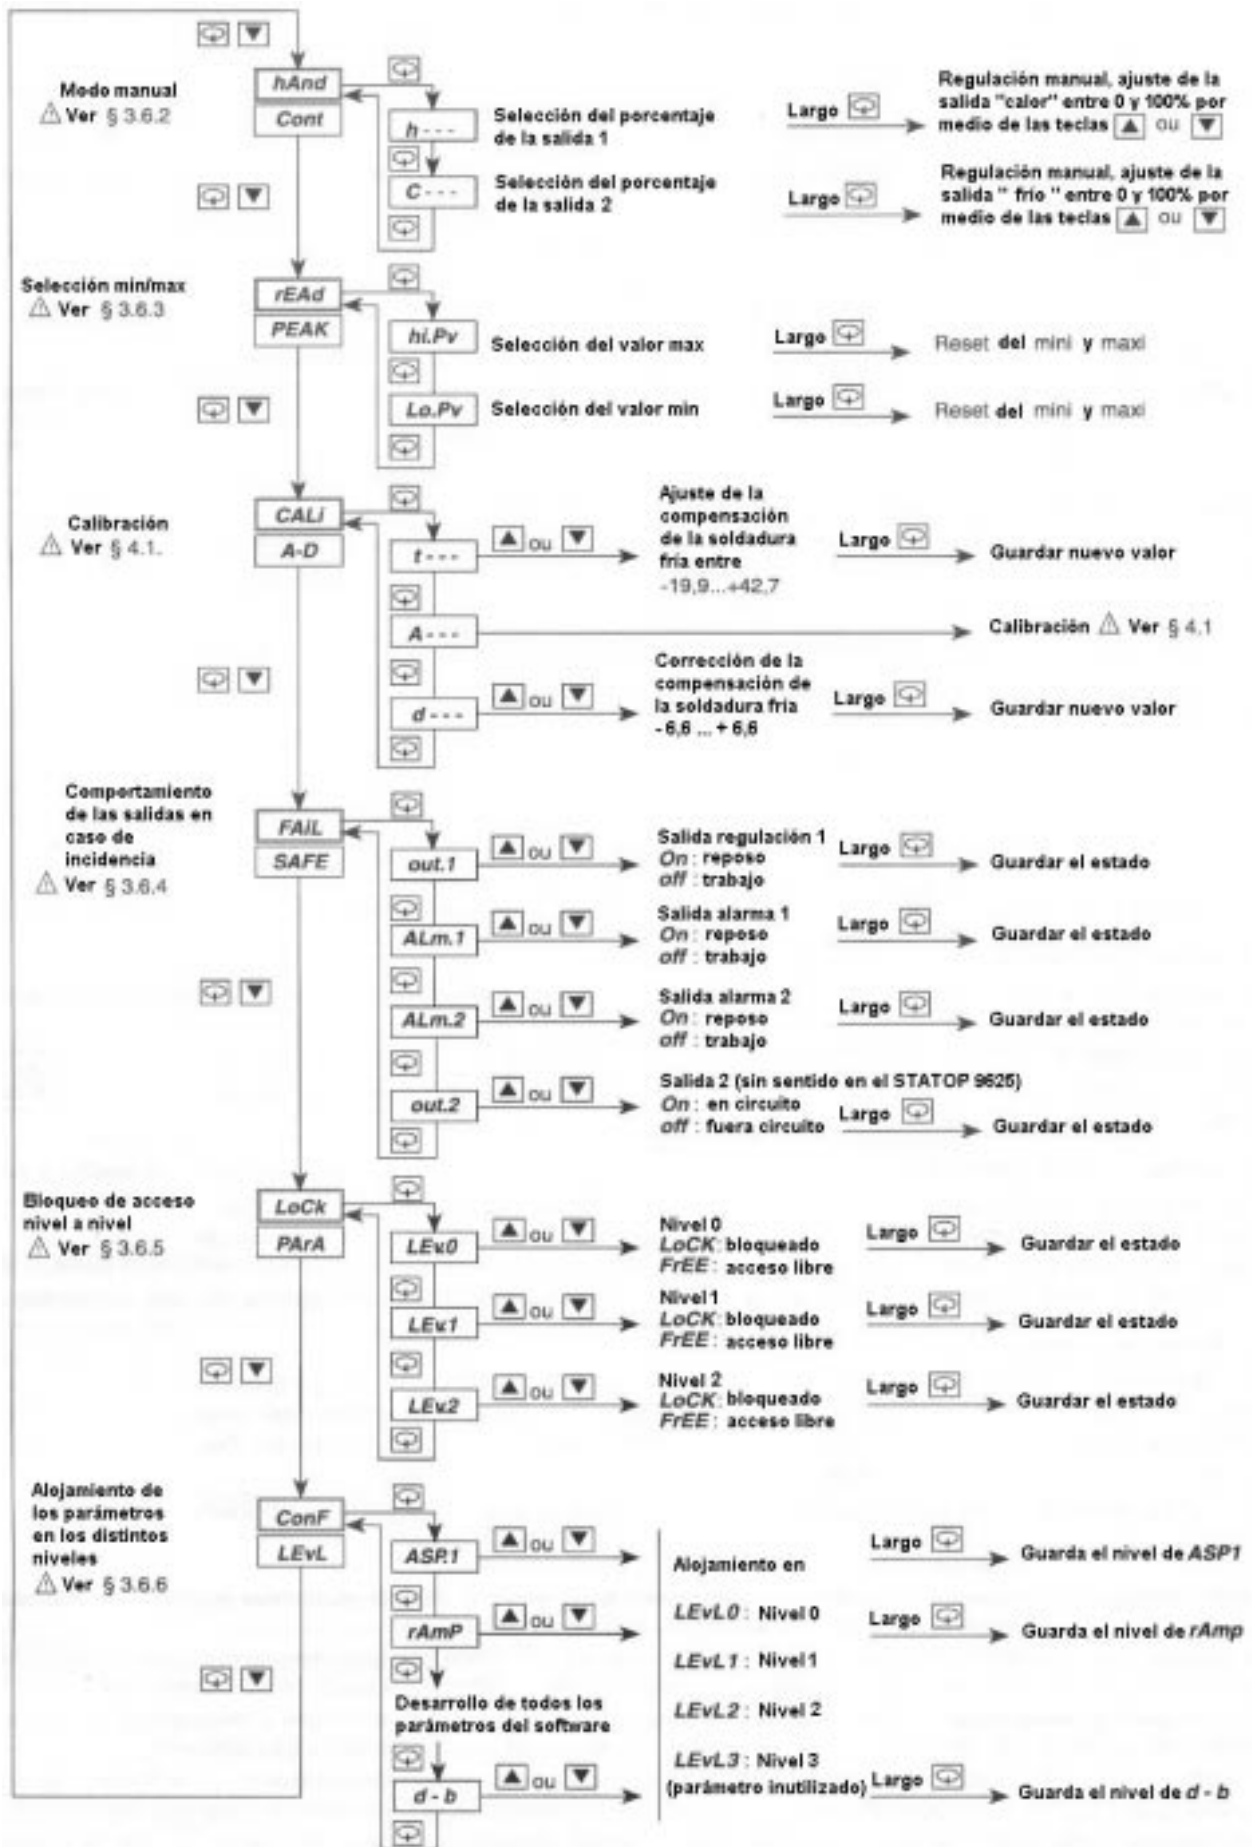 Modo manual
Ver § 3.6.2
hAnd
Cont
h - - -
Selección del porcentaje
de la salida 1
Largo
Regulación manual, ajuste de la
salida "calor" entre 0 y 100% por
medio de las teclas ou
C - - -
Selección del porcentaje
de la salida 2
Largo
Regulación manual, ajuste de la
salida " frío " entre 0 y 100% por
medio de las teclas ou
Selección min/max
Ver § 3.6.3
rEAd
PEAK
hi.Pv
Selección del valor max
Largo
Reset del mini y maxi
Lo.Pv
Selección del valor min
Largo
Reset del mini y maxi
Calibración
Ver § 4.1.
CALi
A-D
t - - -
ou
Ajuste de la
compensación
de la soldadura
fría entre
-19,9...+42,7
Largo
Guardar nuevo valor
A - - -
Calibración Ver § 4.1
d - - -
ou
Corrección de la
compensación de
la soldadura fría
- 6,6 ... + 6,6
Largo
Guardar nuevo valor
Comportamiento
de las salidas en
caso de
incidencia
Ver § 3.6.4
FAiL
SAFE
out.1
ou
Salida regulación 1
On : reposo
off : trabajo
Largo
Guardar el estado
ALm.1
ou
Salida alarma 1
On : reposo
off : trabajo
Largo
Guardar el estado
ALm.2
ou
Salida alarma 2
On : reposo
off : trabajo
Largo
Guardar el estado
out.2
ou
Salida 2 (sin sentido en el STATOP 9625)
On : en circuito
off : fuera circuito
Largo
Guardar el estado
Bloqueo de acceso
nivel a nivel
Ver § 3.6.5
LoCk
PArA
LEv.0
ou
Nivel 0
LoCK: bloqueado
FrEE : acceso libre
Largo
Guardar el estado
LEv.1
ou
Nivel 1
LoCK: bloqueado
FrEE : acceso libre
Largo
Guardar el estado
LEv.2
ou
Nivel 2
LoCK: bloqueado
FrEE : acceso libre
Largo
Guardar el estado
Alojamiento de
los parámetros
en los distintos
niveles
Ver § 3.6.6
ConF
LEvL
ASP.1
ou
Alojamiento en
Largo
Guarda el nivel de ASP1
rAmP
ou
LEvL0 : Nivel 0
Largo
Guarda el nivel de rAmp
LEvL1 : Nivel 1
Desarrollo de todos los
parámetros del software
LEvL2 : Nivel 2
LEvL3 : Nivel 3
(parámetro inutilizado)
d - b
ou
Largo
Guarda el nivel de d - b